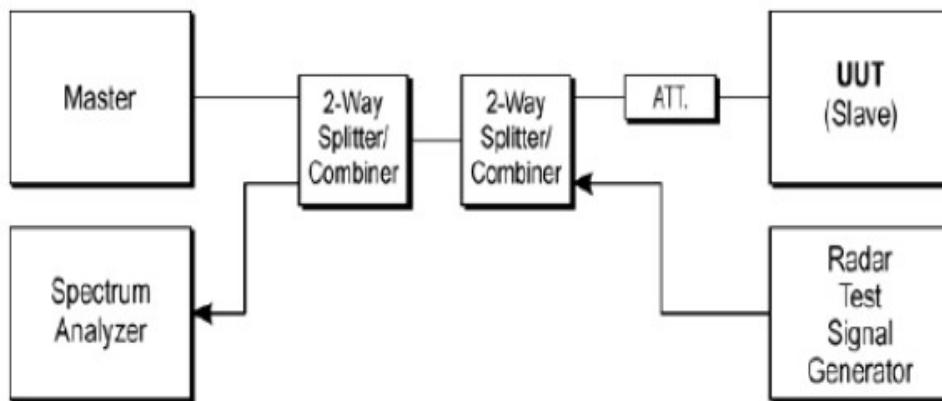 Master
2-Way
Splitter/
Combiner
2-Way
Splitter/
Combiner
ATT.
UUT
(Slave)
Spectrum
Analyzer
Radar
Test
Signal
Generator